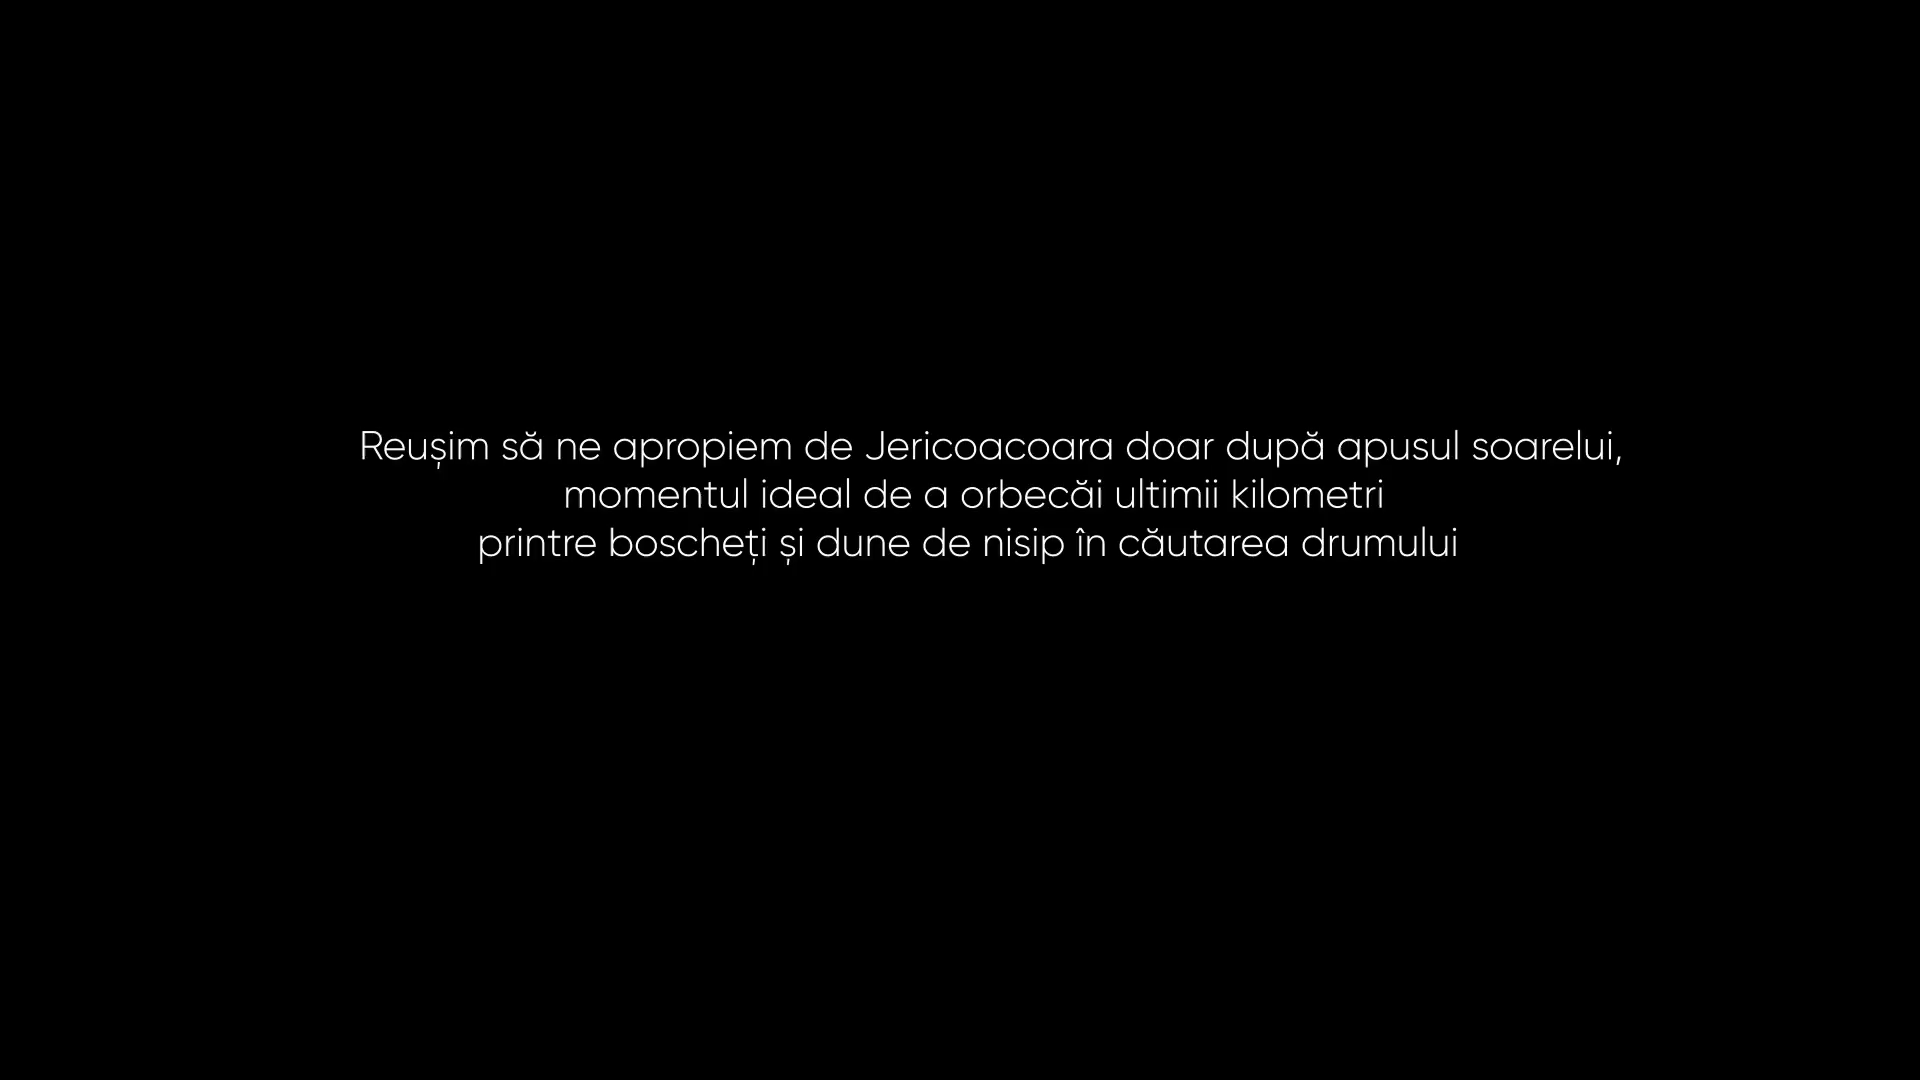 Reușim să ne apropiem de Jericoacoara doar după apusul soarelui,
momentul ideal de a orbecăi ultimii kilometri
printre boscheți și dune de nisip în căutarea drumului